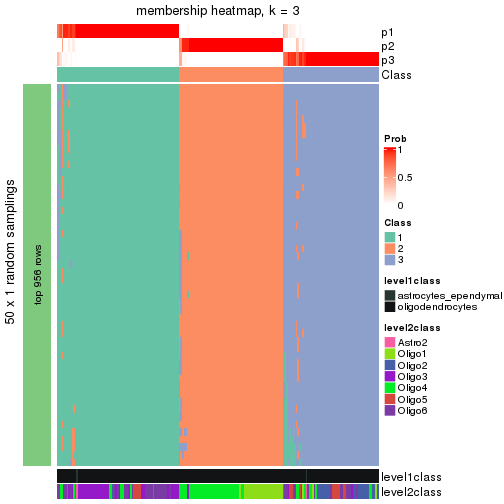 membership heatmap, k = 3
p1
p2
p3
Class
50 x 1 random samplings
top 956 rows
Prob
1
0.5
0
Class
1
2
3
level1class
astrocytes_ependymal
oligodendrocytes
level2class
Astro2
Oligo1
Oligo2
Oligo3
Oligo4
Oligo5
Oligo6
level1class
level2class